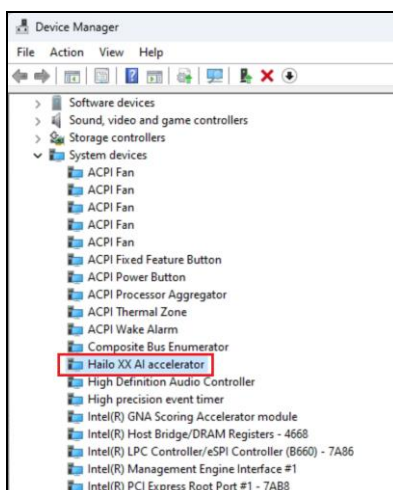 Device Manager
File Action View Help
Software devices
Sound, video and game controllers
Storage controllers
System devices
ACPI Fan
ACPI Fan
ACPI Fan
ACPI Fan
ACPI Fan
ACPI Fixed Feature Button
ACPI Power Button
ACPI Processor Aggregator
ACPI Thermal Zone
ACPI Wake Alarm
Composite Bus Enumerator
Hailo XX AI accelerator
High Definition Audio Controller
High precision event timer
Intel(R) GNA Scoring Accelerator module
Intel(R) Host Bridge/DRAM Registers - 4668
Intel(R) LPC Controller/eSPI Controller (B660) - 7A86
Intel(R) Management Engine Interface #1
Intel(R) PCI Express Root Port #1 - 7AB8